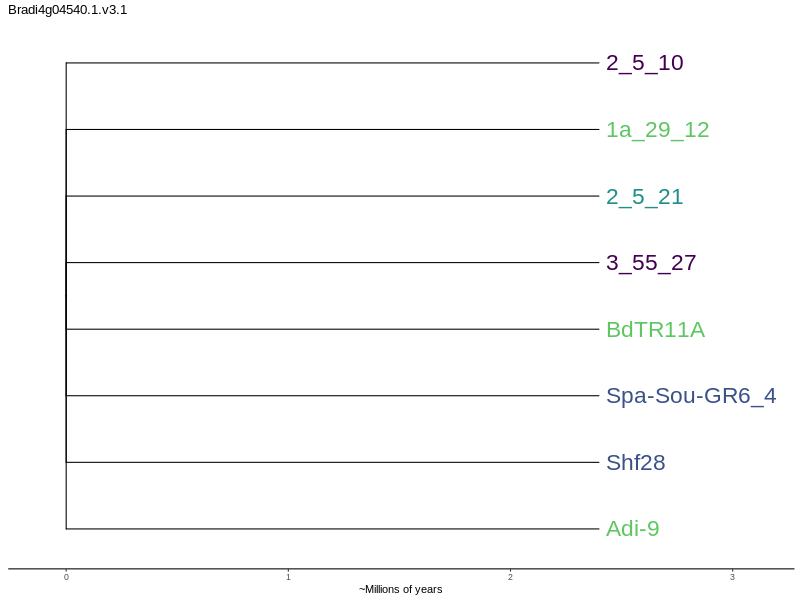 Bradi4g04540.1.v3.1
2_5_10
1a_29_12
2_5_21
3_55_27
BdTR11A
Spa-Sou-GR6_4
Shf28
Adi-9
0 1 2 3
~Millions of years